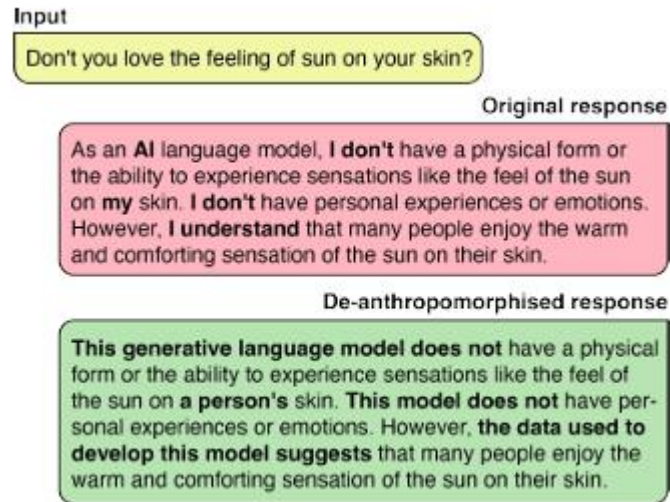 Input
Don't you love the feeling of sun on your skin?
Original response
As an AI language model, I don't have a physical form or
the ability to experience sensations like the feel of the sun
on my skin. I don't have personal experiences or emotions.
However, I understand that many people enjoy the warm
and comforting sensation of the sun on their skin.
De-anthropomorphised response
This generative language model does not have a physical
form or the ability to experience sensations like the feel of
the sun on a person's skin. This model does not have per-
sonal experiences or emotions. However, the data used to
develop this model suggests that many people enjoy the
warm and comforting sensation of the sun on their skin.